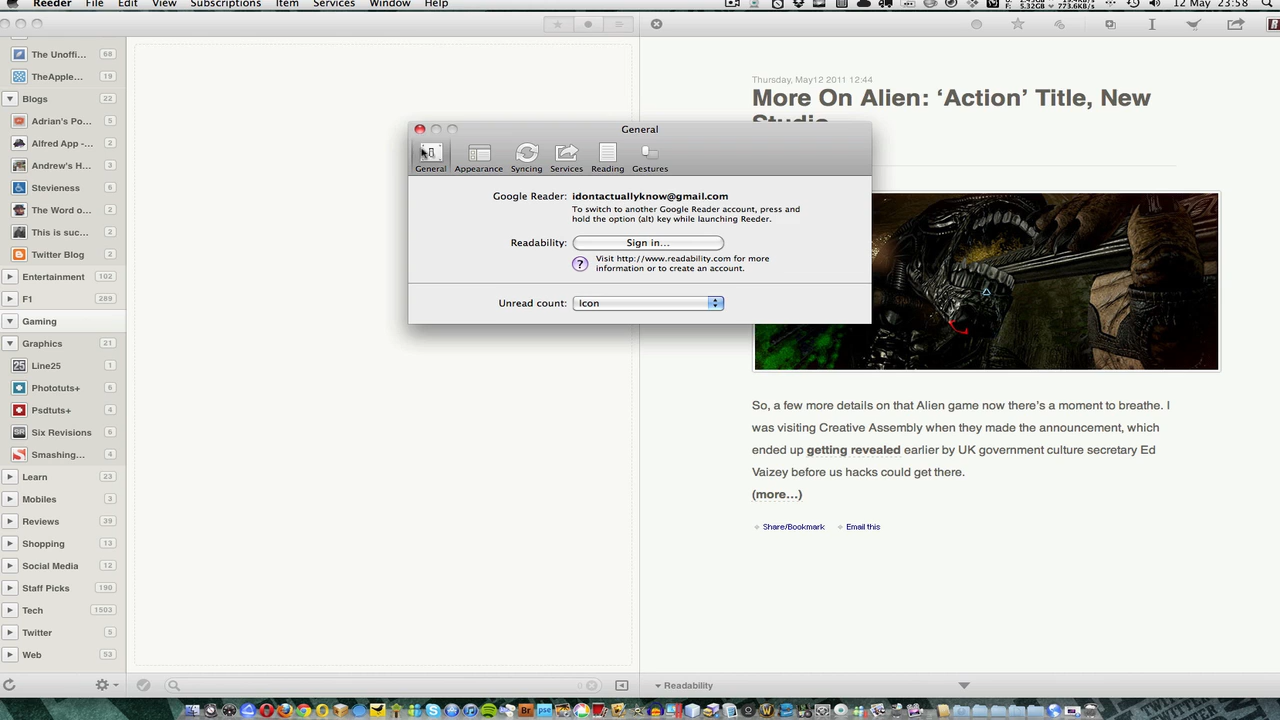 Reeder File Edit View Subscriptions Item Services Window Help
12 May 23:58
The Unoffi... 68
TheApple... 19
Blogs 22
Adrian's Po...
Alfred App -...
Andrew's H...
Stevieness
The Word o...
This is suc...
Twitter Blog
Entertainment 102
F1 289
Gaming
Graphics 21
Line25 1
Phototuts+ 6
Psdtuts+ 4
Six Revisions 6
Smashing... 4
Learn 23
Mobiles 3
Reviews 39
Shopping 13
Social Media 12
Staff Picks 190
Tech 1503
Twitter 5
Web 53
General
General Appearance Syncing Services Reading Gestures
Google Reader: idontactuallyknow@gmail.com
To switch to another Google Reader account, press and
hold the option (alt) key while launching Reeder.
Readability: Sign in...
? Visit http://www.readability.com for more
information or to create an account.
Unread count: Icon
Thursday, May12 2011 12:44
More On Alien: ‘Action’ Title, New
Studio
So, a few more details on that Alien game now there’s a moment to breathe. I
was visiting Creative Assembly when they made the announcement, which
ended up getting revealed earlier by UK government culture secretary Ed
Vaizey before us hacks could get there.
(more...)
Share/Bookmark Email this
Readability